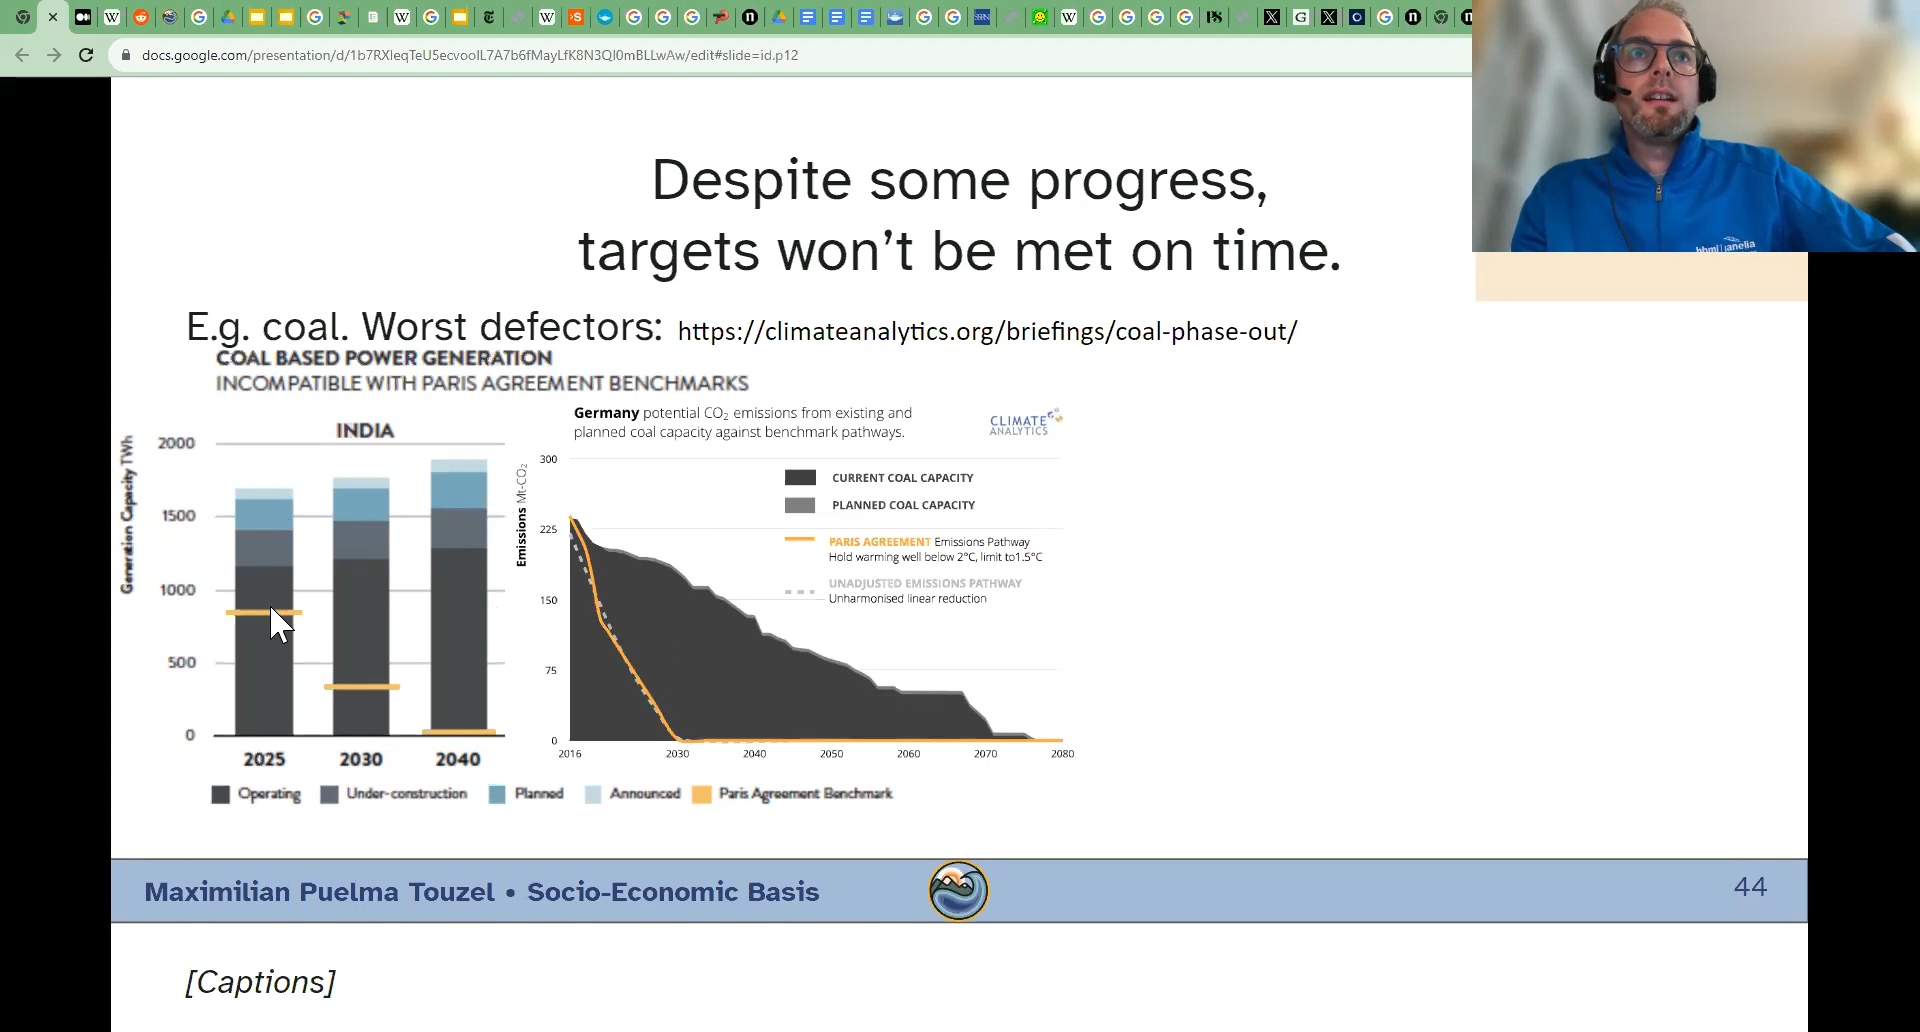 docs.google.com/presentation/d/1b7RXIeqTeU5ecvooIL7A7b6fMayLfK8N3QI0mBLLwAw/edit#slide=id.p12
Despite some progress,
targets won't be met on time.
E.g. coal. Worst defectors: https://climateanalytics.org/briefings/coal-phase-out/
COAL BASED POWER GENERATION
INCOMPATIBLE WITH PARIS AGREEMENT BENCHMARKS
INDIA
Generation Capacity TWh
2000
1500
1000
500
0
2025 2030 2040
Operating Under-construction Planned Announced Paris Agreement Benchmark
Germany potential CO₂ emissions from existing and
planned coal capacity against benchmark pathways.
CLIMATE
ANALYTICS
Emissions Mt-CO₂
300
225
150
75
0
CURRENT COAL CAPACITY
PLANNED COAL CAPACITY
PARIS AGREEMENT Emissions Pathway
Hold warming well below 2°C, limit to1.5°C
UNADJUSTED EMISSIONS PATHWAY
Unharmonised linear reduction
2016 2030 2040 2050 2060 2070 2080
Maximilian Puelma Touzel • Socio-Economic Basis
44
[Captions]
hhmi janelia